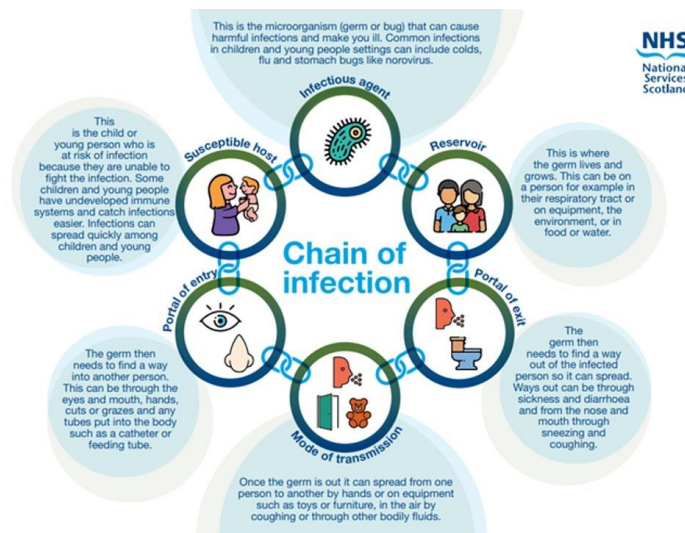 This is the microorganism (germ or bug) that can cause
harmful infections and make you ill. Common infections
in children and young people settings can include colds,
flu and stomach bugs like norovirus.
NHS
National
Services
Scotland
Infectious agent
Reservoir
This is where
the germ lives and
grows. This can be on
a person for example in
their respiratory tract or
on equipment, the
environment, or in
food or water.
Portal of exit
The
germ then
needs to find a way
out of the infected
person so it can spread.
Ways out can be through
sickness and diarrhoea
and from the nose and
mouth through
sneezing and
coughing.
Mode of transmission
Once the germ is out it can spread from one
person to another by hands or on equipment
such as toys or furniture, in the air by
coughing or through other bodily fluids.
Portal of entry
The germ then
needs to find a way
into another person.
This can be through the
eyes and mouth, hands,
cuts or grazes and any
tubes put into the body
such as a catheter or
feeding tube.
Susceptible host
This
is the child or
young person who is
at risk of infection
because they are unable to
fight the infection. Some
children and young people
have undeveloped immune
systems and catch infections
easier. Infections can
spread quickly among
children and young
people.
Chain of
infection